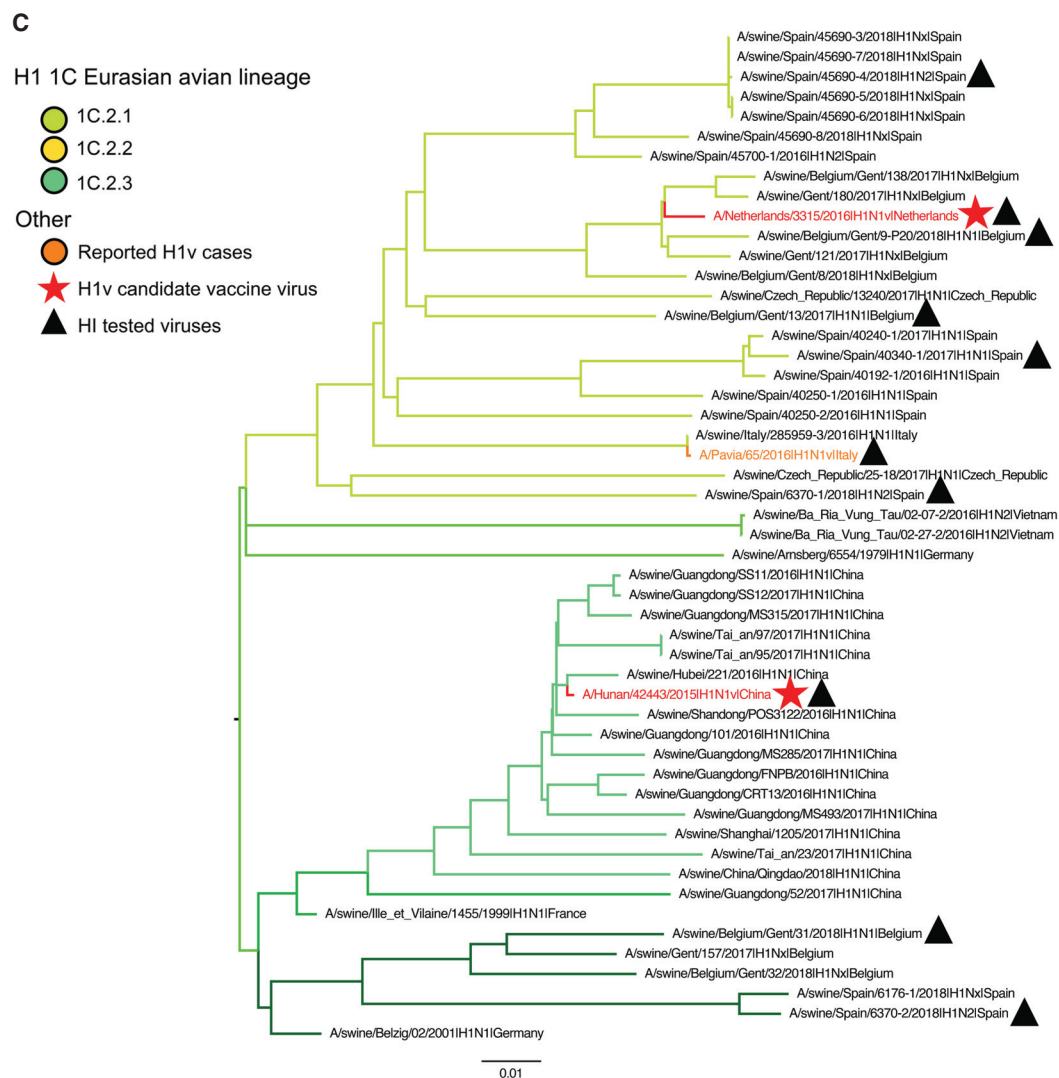 C
H1 1C Eurasian avian lineage
1C.2.1
1C.2.2
1C.2.3
Other
Reported H1v cases
H1v candidate vaccine virus
HI tested viruses
A/swine/Spain/45690-3/2018|H1Nx|Spain
A/swine/Spain/45690-7/2018|H1Nx|Spain
A/swine/Spain/45690-4/2018|H1N2|Spain
A/swine/Spain/45690-5/2018|H1Nx|Spain
A/swine/Spain/45690-6/2018|H1Nx|Spain
A/swine/Spain/45690-8/2018|H1Nx|Spain
A/swine/Spain/45700-1/2016|H1N2|Spain
A/swine/Belgium/Gent/138/2017|H1Nx|Belgium
A/swine/Gent/180/2017|H1Nx|Belgium
A/Netherlands/3315/2016|H1N1v|Netherlands
A/swine/Belgium/Gent/9-P20/2018|H1N1|Belgium
A/swine/Gent/121/2017|H1Nx|Belgium
A/swine/Belgium/Gent/8/2018|H1Nx|Belgium
A/swine/Czech_Republic/13240/2017|H1N1|Czech_Republic
A/swine/Belgium/Gent/13/2017|H1N1|Belgium
A/swine/Spain/40240-1/2017|H1N1|Spain
A/swine/Spain/40340-1/2017|H1N1|Spain
A/swine/Spain/40192-1/2016|H1N1|Spain
A/swine/Spain/40250-1/2016|H1N1|Spain
A/swine/Spain/40250-2/2016|H1N1|Spain
A/swine/Italy/285959-3/2016|H1N1|Italy
A/Pavia/65/2016|H1N1v|Italy
A/swine/Czech_Republic/25-18/2017|H1N1|Czech_Republic
A/swine/Spain/6370-1/2018|H1N2|Spain
A/swine/Ba_Ria_Vung_Tau/02-07-2/2016|H1N2|Vietnam
A/swine/Ba_Ria_Vung_Tau/02-27-2/2016|H1N2|Vietnam
A/swine/Arnsberg/6554/1979|H1N1|Germany
A/swine/Guangdong/SS11/2016|H1N1|China
A/swine/Guangdong/SS12/2017|H1N1|China
A/swine/Guangdong/MS315/2017|H1N1|China
A/swine/Tai_an/97/2017|H1N1|China
A/swine/Tai_an/95/2017|H1N1|China
A/swine/Hubei/221/2016|H1N1|China
A/Hunan/42443/2015|H1N1v|China
A/swine/Shandong/POS3122/2016|H1N1|China
A/swine/Guangdong/101/2016|H1N1|China
A/swine/Guangdong/MS285/2017|H1N1|China
A/swine/Guangdong/FNPB/2016|H1N1|China
A/swine/Guangdong/CRT13/2016|H1N1|China
A/swine/Guangdong/MS493/2017|H1N1|China
A/swine/Shanghai/1205/2017|H1N1|China
A/swine/Tai_an/23/2017|H1N1|China
A/swine/China/Qingdao/2018|H1N1|China
A/swine/Guangdong/52/2017|H1N1|China
A/swine/Ille_et_Vilaine/1455/1999|H1N1|France
A/swine/Belgium/Gent/31/2018|H1N1|Belgium
A/swine/Gent/157/2017|H1Nx|Belgium
A/swine/Belgium/Gent/32/2018|H1Nx|Belgium
A/swine/Spain/6176-1/2018|H1Nx|Spain
A/swine/Spain/6370-2/2018|H1N2|Spain
A/swine/Belzig/02/2001|H1N1|Germany
0.01